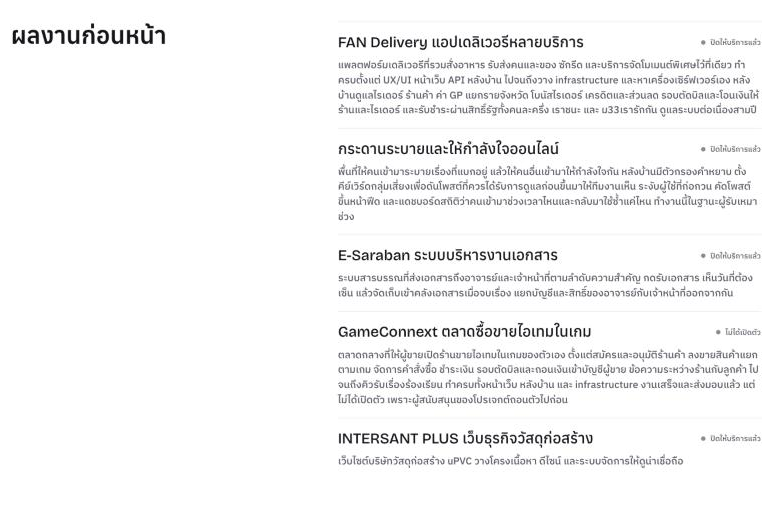 ผลงานก่อนหน้า
FAN Delivery แอปเดลิเวอรีหลายบริการ
ปิดให้บริการแล้ว
แพลตฟอร์มเดลิเวอรีที่รวมสั่งอาหาร รับส่งคนและของ ซักรีด และบริการจัดโมเมนต์พิเศษไว้ที่เดียว ทำ
ครบตั้งแต่ UX/UI หน้าเว็บ API หลังบ้าน ไปจนถึงวาง infrastructure และหาเครื่องเซิร์ฟเวอร์เอง หลัง
บ้านดูแลไรเดอร์ ร้านค้า ค่า GP แยกรายจังหวัด โบนัสไรเดอร์ เครดิตและส่วนลด รอบตัดบิลและโอนเงินให้
ร้านและไรเดอร์ และรับชำระผ่านสิทธิ์รัฐทั้งคนละครึ่ง เราชนะ และ ม33เรารักกัน ดูแลระบบต่อเนื่องสามปี
กระดานระบายและให้กำลังใจออนไลน์
ปิดให้บริการแล้ว
พื้นที่ให้คนเข้ามาระบายเรื่องที่แบกอยู่ แล้วให้คนอื่นเข้ามาให้กำลังใจกัน หลังบ้านมีตัวกรองคำหยาบ ตั้ง
คีย์เวิร์ดกลุ่มเสี่ยงเพื่อดันโพสต์ที่ควรได้รับการดูแลก่อนขึ้นมาให้ทีมงานเห็น ระงับผู้ใช้ที่ก่อกวน คัดโพสต์
ขึ้นหน้าฟีด และแดชบอร์ดสถิติว่าคนเข้ามาช่วงเวลาไหนและกลับมาใช้ซ้ำแค่ไหน ทำงานนี้ในฐานะผู้รับเหมา
ช่วง
E-Saraban ระบบบริหารงานเอกสาร
ปิดให้บริการแล้ว
ระบบสารบรรณที่ส่งเอกสารถึงอาจารย์และเจ้าหน้าที่ตามลำดับความสำคัญ กดรับเอกสาร เห็นวันที่ต้อง
เซ็น แล้วจัดเก็บเข้าคลังเอกสารเมื่อจบเรื่อง แยกบัญชีและสิทธิ์ของอาจารย์กับเจ้าหน้าที่ออกจากกัน
GameConnext ตลาดซื้อขายไอเทมในเกม
ไม่ได้เปิดตัว
ตลาดกลางที่ให้ผู้ขายเปิดร้านขายไอเทมในเกมของตัวเอง ตั้งแต่สมัครและอนุมัติร้านค้า ลงขายสินค้าแยก
ตามเกม จัดการคำสั่งซื้อ ชำระเงิน รอบตัดบิลและถอนเงินเข้าบัญชีผู้ขาย ข้อความระหว่างร้านกับลูกค้า ไป
จนถึงคิวรับเรื่องร้องเรียน ทำครบทั้งหน้าเว็บ หลังบ้าน และ infrastructure งานเสร็จและส่งมอบแล้ว แต่
ไม่ได้เปิดตัว เพราะผู้สนับสนุนของโปรเจกต์ถอนตัวไปก่อน
INTERSANT PLUS เว็บธุรกิจวัสดุก่อสร้าง
ปิดให้บริการแล้ว
เว็บไซต์บริษัทวัสดุก่อสร้าง uPVC วางโครงเนื้อหา ดีไซน์ และระบบจัดการให้ดูน่าเชื่อถือ